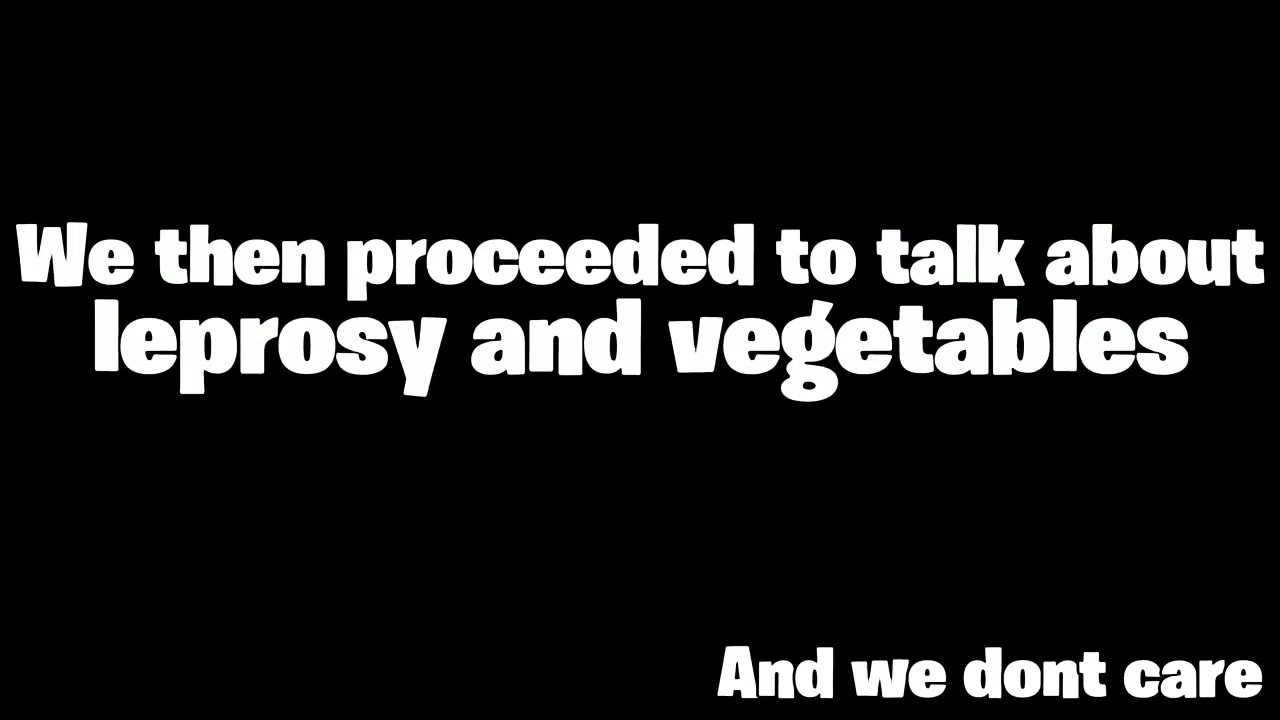 We then proceeded to talk about
leprosy and vegetables
And we dont care